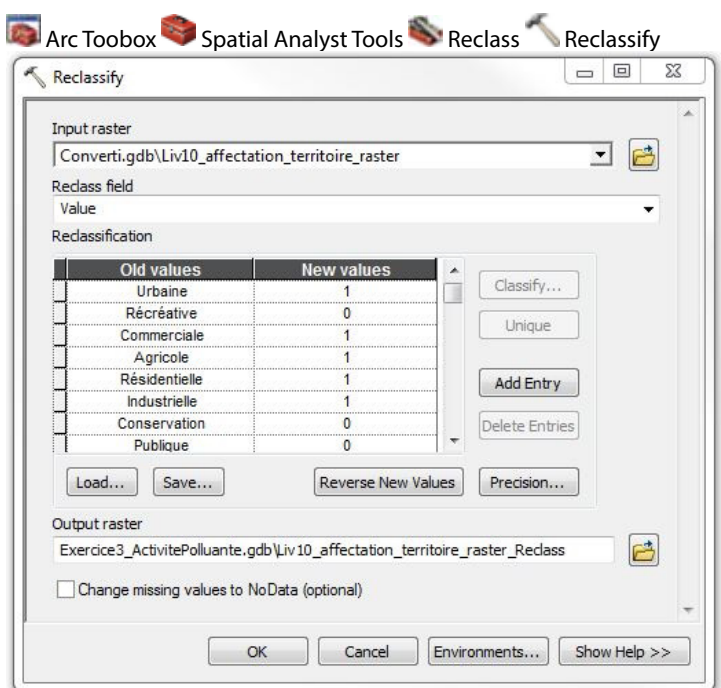 Arc Toobox Spatial Analyst Tools Reclass Reclassify
Reclassify
Input raster
Converti.gdb\Liv10_affectation_territoire_raster
Reclass field
Value
Reclassification
Old values New values
Urbaine 1
Récréative 0
Commerciale 1
Agricole 1
Résidentielle 1
Industrielle 1
Conservation 0
Publique 0
Classify...
Unique
Add Entry
Delete Entries
Load... Save... Reverse New Values Precision...
Output raster
Exercice3_ActivitePolluante.gdb\Liv10_affectation_territoire_raster_Reclass
Change missing values to NoData (optional)
OK Cancel Environments... Show Help >>